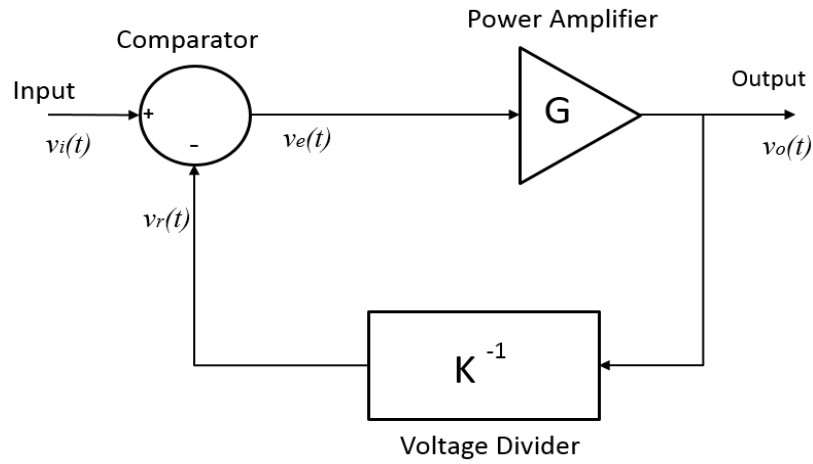 Power Amplifier
Comparator
Output
Input
+
G
-
vi(t)
ve(t)
vo(t)
vr(t)
K -1
Voltage Divider